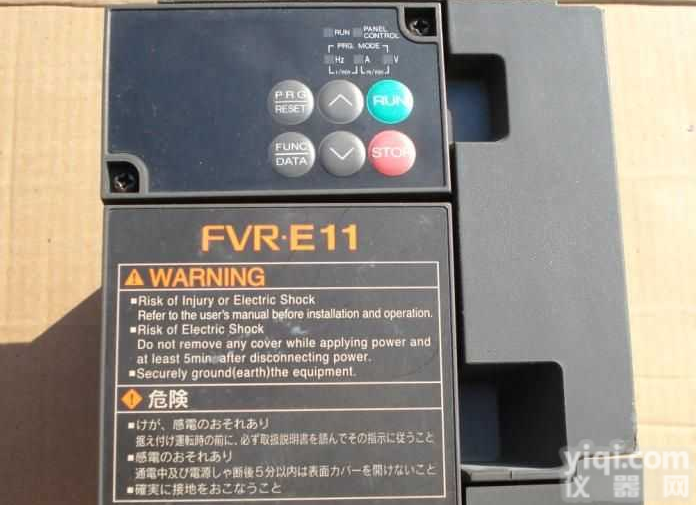 RUN PANEL CONTROL
PRG. MODE
Hz A V
PRG RESET
RUN
FUNC DATA
STOP
FVR·E11
WARNING
■Risk of Injury or Electric Shock
Refer to the user's manual before installation and operation.
■Risk of Electric Shock
Do not remove any cover while applying power and
at least 5min. after disconnecting power.
■Securely ground(earth)the equipment.
危険
■けが、感電のおそれあり
据え付け運転時の前に、必ず取扱説明書を読んでその指示に従うこと
■感電のおそれあり
通電中及び電源しゃ断後5分以内は表面カバーを開けないこと
■確実に接地をおこなうこと
yiqi.com
仪器网